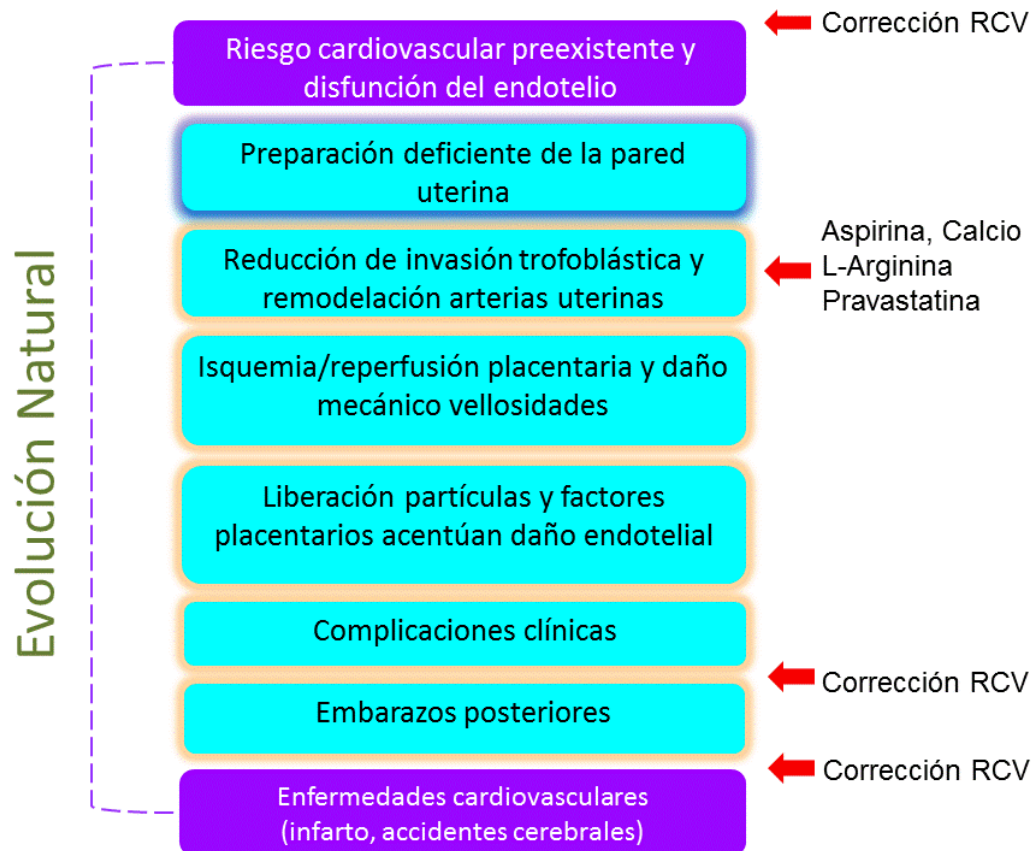 Corrección RCV
Riesgo cardiovascular preexistente y
disfunción del endotelio
Preparación deficiente de la pared
uterina
Reducción de invasión trofoblástica y
remodelación arterias uterinas
Aspirina, Calcio
L-Arginina
Pravastatina
Isquemia/reperfusión placentaria y daño
mecánico vellosidades
Liberación partículas y factores
placentarios acentúan daño endotelial
Complicaciones clínicas
Corrección RCV
Embarazos posteriores
Corrección RCV
Enfermedades cardiovasculares
(infarto, accidentes cerebrales)
Evolución Natural